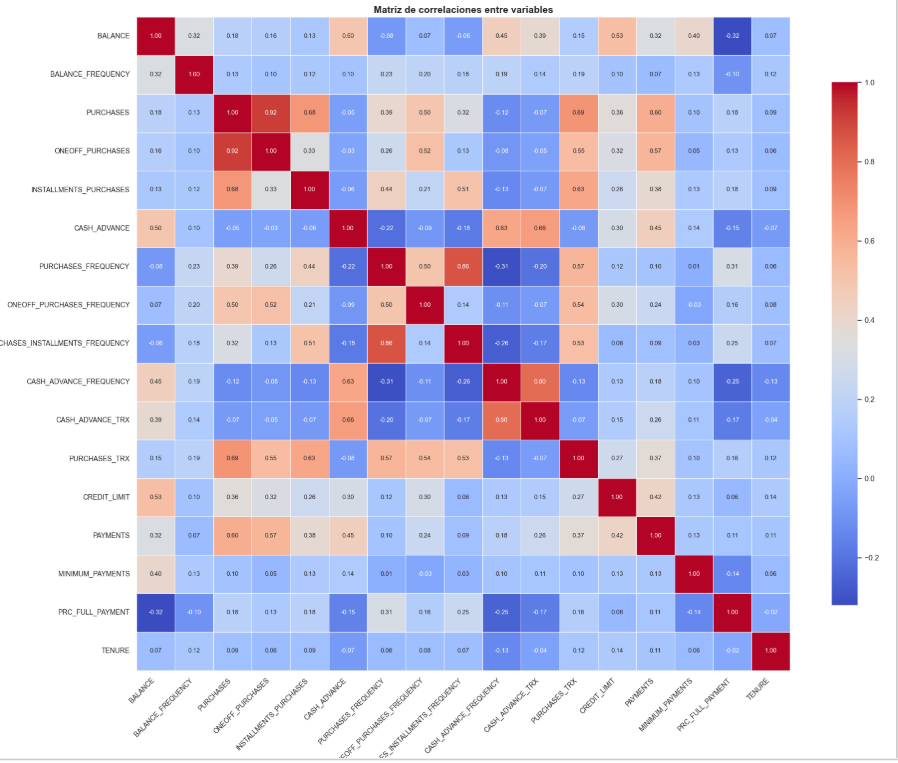 Matriz de correlaciones entre variables
BALANCE 1.00 0.32 0.18 0.16 0.13 0.50 -0.08 0.07 -0.06 0.45 0.39 0.15 0.53 0.32 0.40 -0.32 0.07
BALANCE_FREQUENCY 0.32 1.00 0.13 0.10 0.12 0.10 0.23 0.20 0.18 0.19 0.14 0.19 0.10 0.07 0.13 -0.10 0.12
PURCHASES 0.18 0.13 1.00 0.92 0.68 -0.05 0.39 0.50 0.32 -0.12 -0.07 0.69 0.36 0.60 0.10 0.18 0.09
ONEOFF_PURCHASES 0.16 0.10 0.92 1.00 0.33 -0.03 0.26 0.52 0.13 -0.08 -0.05 0.55 0.32 0.57 0.05 0.13 0.06
INSTALLMENTS_PURCHASES 0.13 0.12 0.68 0.33 1.00 -0.06 0.44 0.21 0.51 -0.13 -0.07 0.63 0.26 0.38 0.13 0.18 0.09
CASH_ADVANCE 0.50 0.10 -0.05 -0.03 -0.06 1.00 -0.22 -0.09 -0.18 0.63 0.66 -0.08 0.30 0.45 0.14 -0.15 -0.07
PURCHASES_FREQUENCY -0.08 0.23 0.39 0.26 0.44 -0.22 1.00 0.50 0.86 -0.31 -0.20 0.57 0.12 0.10 0.01 0.31 0.06
ONEOFF_PURCHASES_FREQUENCY 0.07 0.20 0.50 0.52 0.21 -0.09 0.50 1.00 0.14 -0.11 -0.07 0.54 0.30 0.24 -0.03 0.16 0.08
CHASES_INSTALLMENTS_FREQUENCY -0.06 0.18 0.32 0.13 0.51 -0.18 0.86 0.14 1.00 -0.26 -0.17 0.53 0.06 0.09 0.03 0.25 0.07
CASH_ADVANCE_FREQUENCY 0.45 0.19 -0.12 -0.08 -0.13 0.63 -0.31 -0.11 -0.26 1.00 0.80 -0.13 0.13 0.18 0.10 -0.25 -0.13
CASH_ADVANCE_TRX 0.39 0.14 -0.07 -0.05 -0.07 0.66 -0.20 -0.07 -0.17 0.80 1.00 -0.07 0.15 0.26 0.11 -0.17 -0.04
PURCHASES_TRX 0.15 0.19 0.69 0.55 0.63 -0.08 0.57 0.54 0.53 -0.13 -0.07 1.00 0.27 0.37 0.10 0.16 0.12
CREDIT_LIMIT 0.53 0.10 0.36 0.32 0.26 0.30 0.12 0.30 0.06 0.13 0.15 0.27 1.00 0.42 0.13 0.06 0.14
PAYMENTS 0.32 0.07 0.60 0.57 0.38 0.45 0.10 0.24 0.09 0.18 0.26 0.37 0.42 1.00 0.13 0.11 0.11
MINIMUM_PAYMENTS 0.40 0.13 0.10 0.05 0.13 0.14 0.01 -0.03 0.03 0.10 0.11 0.10 0.13 0.13 1.00 -0.14 0.06
PRC_FULL_PAYMENT -0.32 -0.10 0.18 0.13 0.18 -0.15 0.31 0.16 0.25 -0.25 -0.17 0.16 0.06 0.11 -0.14 1.00 -0.02
TENURE 0.07 0.12 0.09 0.06 0.09 -0.07 0.06 0.08 0.07 -0.13 -0.04 0.12 0.14 0.11 0.06 -0.02 1.00
BALANCE
BALANCE_FREQUENCY
PURCHASES
ONEOFF_PURCHASES
INSTALLMENTS_PURCHASES
CASH_ADVANCE
PURCHASES_FREQUENCY
EOFF_PURCHASES_FREQUENCY
ES_INSTALLMENTS_FREQUENCY
CASH_ADVANCE_FREQUENCY
CASH_ADVANCE_TRX
PURCHASES_TRX
CREDIT_LIMIT
PAYMENTS
MINIMUM_PAYMENTS
PRC_FULL_PAYMENT
TENURE
1.0
0.8
0.6
0.4
0.2
0.0
−0.2